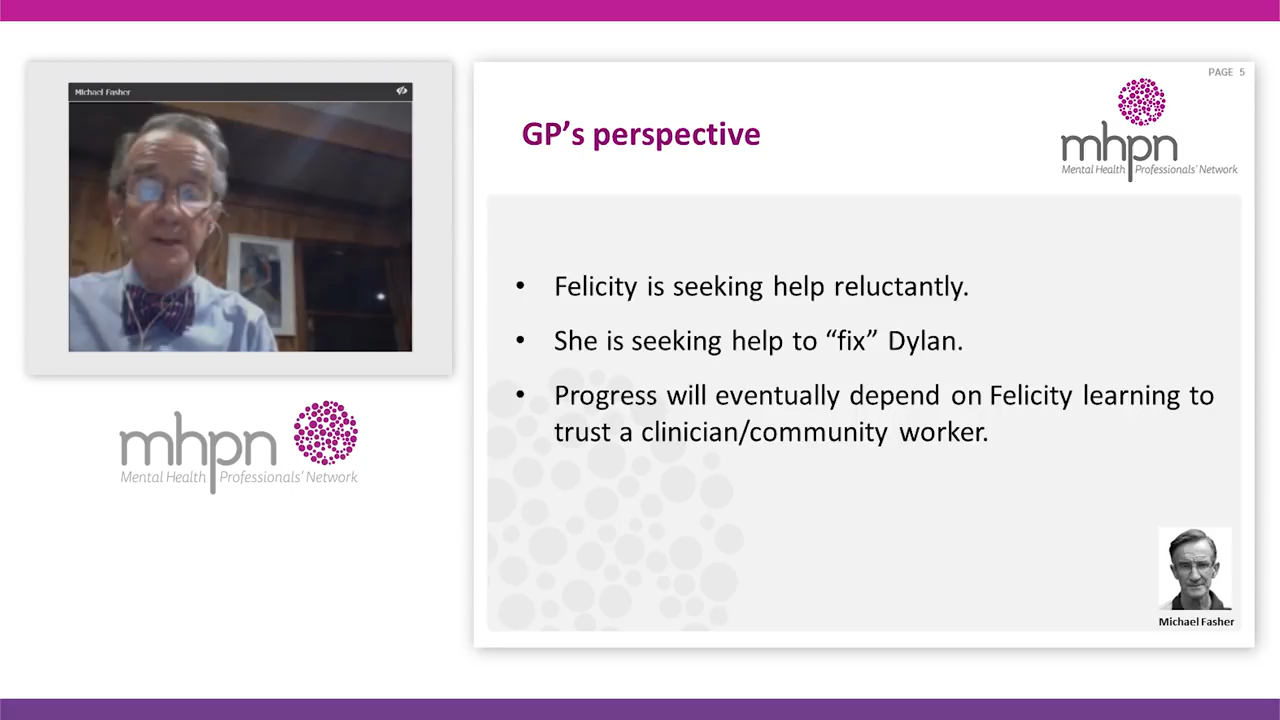 Michael Fasher
mhpn
Mental Health Professionals' Network
PAGE 5
GP's perspective
mhpn
Mental Health Professionals' Network
• Felicity is seeking help reluctantly.
• She is seeking help to “fix” Dylan.
• Progress will eventually depend on Felicity learning to
trust a clinician/community worker.
Michael Fasher